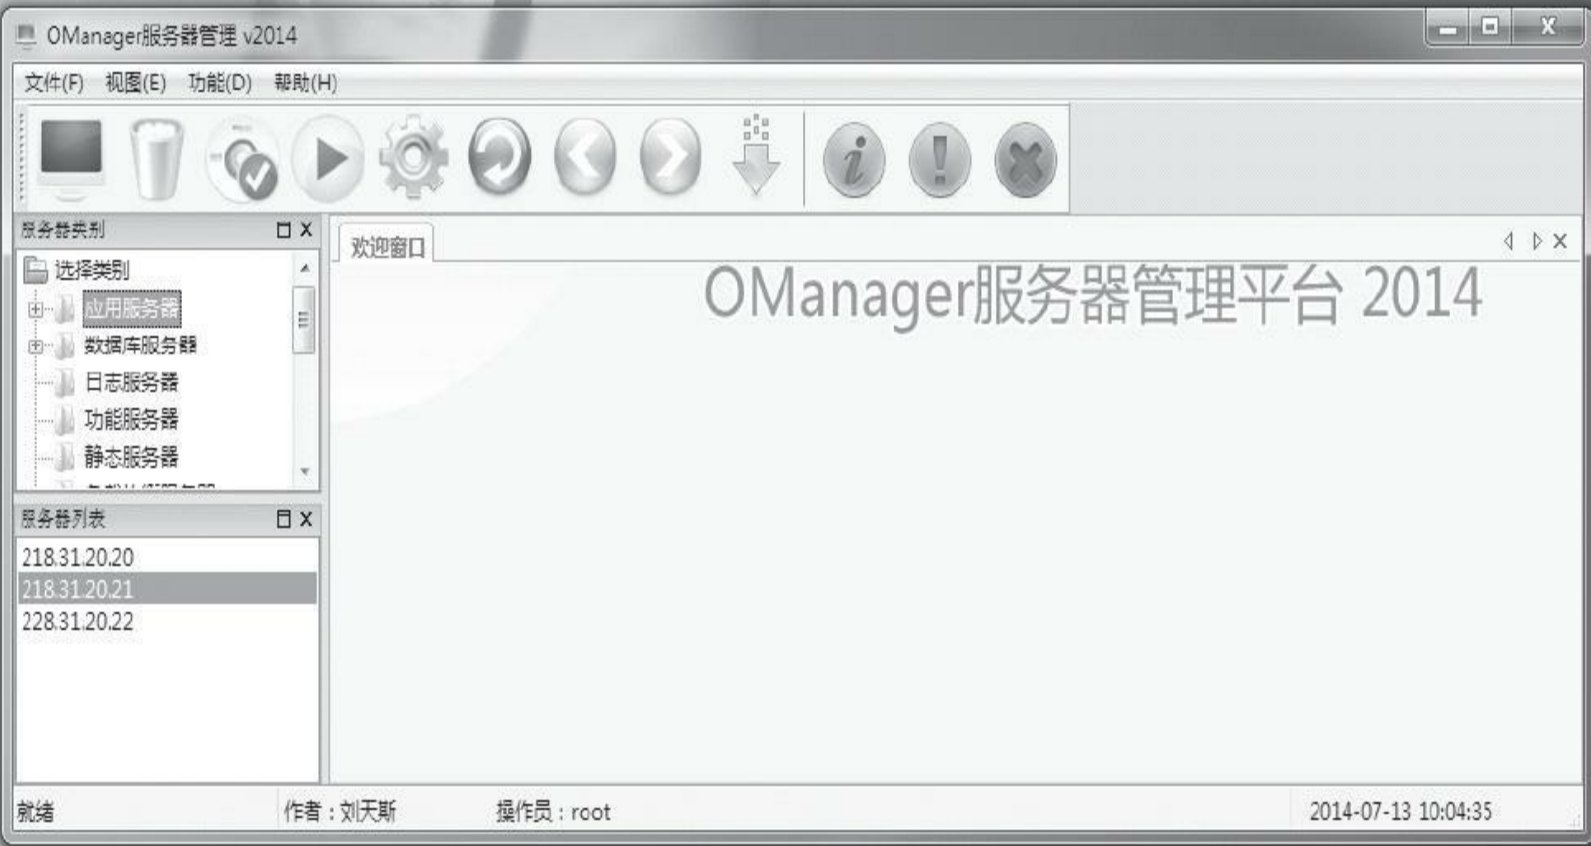 OManager服务器管理 v2014
文件(F) 视图(E) 功能(D) 帮助(H)
服务器类别
选择类别
应用服务器
数据库服务器
日志服务器
功能服务器
静态服务器
服务器列表
218.31.20.20
218.31.20.21
228.31.20.22
欢迎窗口
OManager服务器管理平台 2014
就绪 作者:刘天斯 操作员:root 2014-07-13 10:04:35